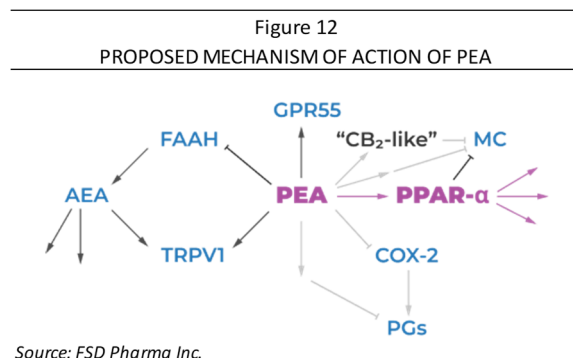 Figure 12
PROPOSED MECHANISM OF ACTION OF PEA
GPR55
FAAH “CB₂-like” MC
AEA PEA PPAR-α
TRPV1 COX-2
PGs
Source: FSD Pharma Inc.